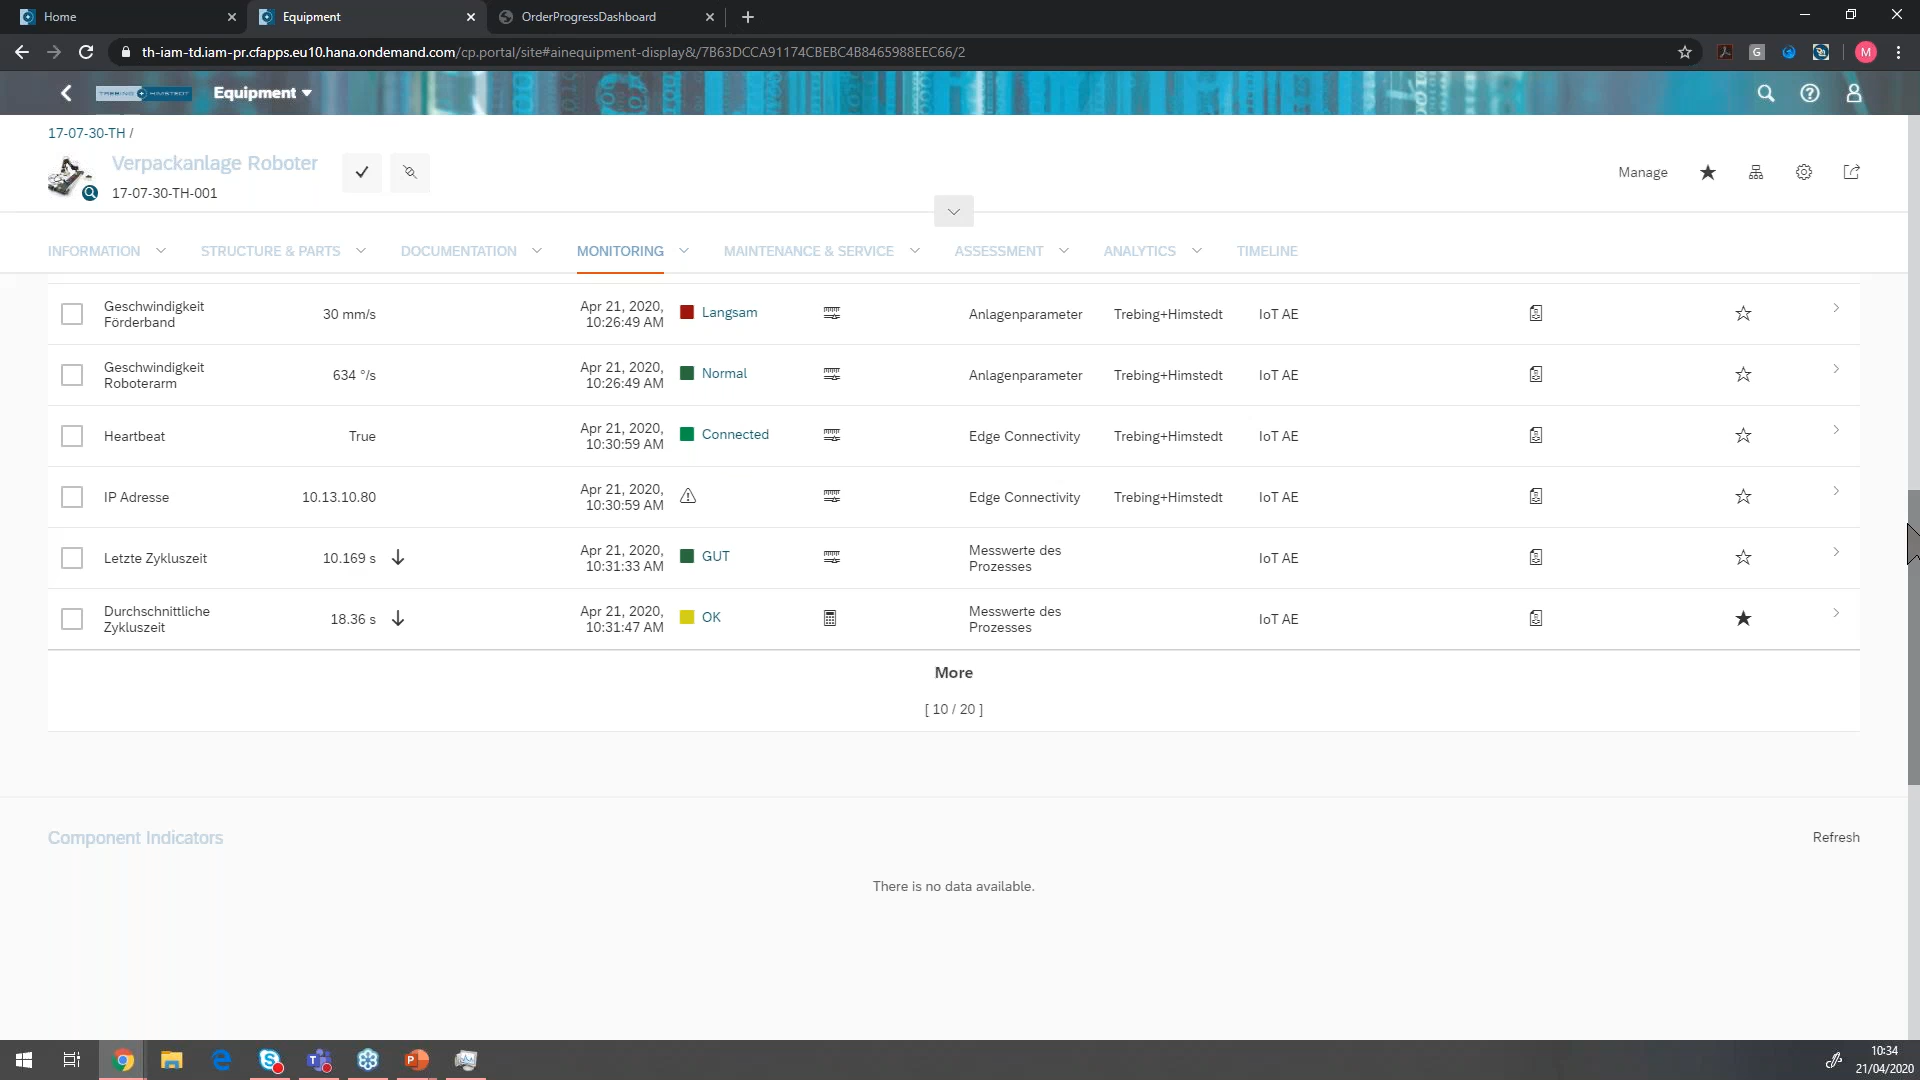 Home
Equipment
OrderProgressDashboard
th-iam-td.iam-pr.cfapps.eu10.hana.ondemand.com/cp.portal/site#ainequipment-display&/7B63DCCA91174CBEBC4B8465988EEC66/2
G
M
TREBING + HIMSTEDT
Equipment
17-07-30-TH /
Verpackanlage Roboter
17-07-30-TH-001
Manage
INFORMATION
STRUCTURE & PARTS
DOCUMENTATION
MONITORING
MAINTENANCE & SERVICE
ASSESSMENT
ANALYTICS
TIMELINE
Geschwindigkeit
Förderband
30 mm/s
Apr 21, 2020,
10:26:49 AM
Langsam
Anlagenparameter
Trebing+Himstedt
IoT AE
Geschwindigkeit
Roboterarm
634 °/s
Apr 21, 2020,
10:26:49 AM
Normal
Anlagenparameter
Trebing+Himstedt
IoT AE
Heartbeat
True
Apr 21, 2020,
10:30:59 AM
Connected
Edge Connectivity
Trebing+Himstedt
IoT AE
IP Adresse
10.13.10.80
Apr 21, 2020,
10:30:59 AM
Edge Connectivity
Trebing+Himstedt
IoT AE
Letzte Zykluszeit
10.169 s
Apr 21, 2020,
10:31:33 AM
GUT
Messwerte des
Prozesses
IoT AE
Durchschnittliche
Zykluszeit
18.36 s
Apr 21, 2020,
10:31:47 AM
OK
Messwerte des
Prozesses
IoT AE
More
[ 10 / 20 ]
Component Indicators
Refresh
There is no data available.
10:34
21/04/2020